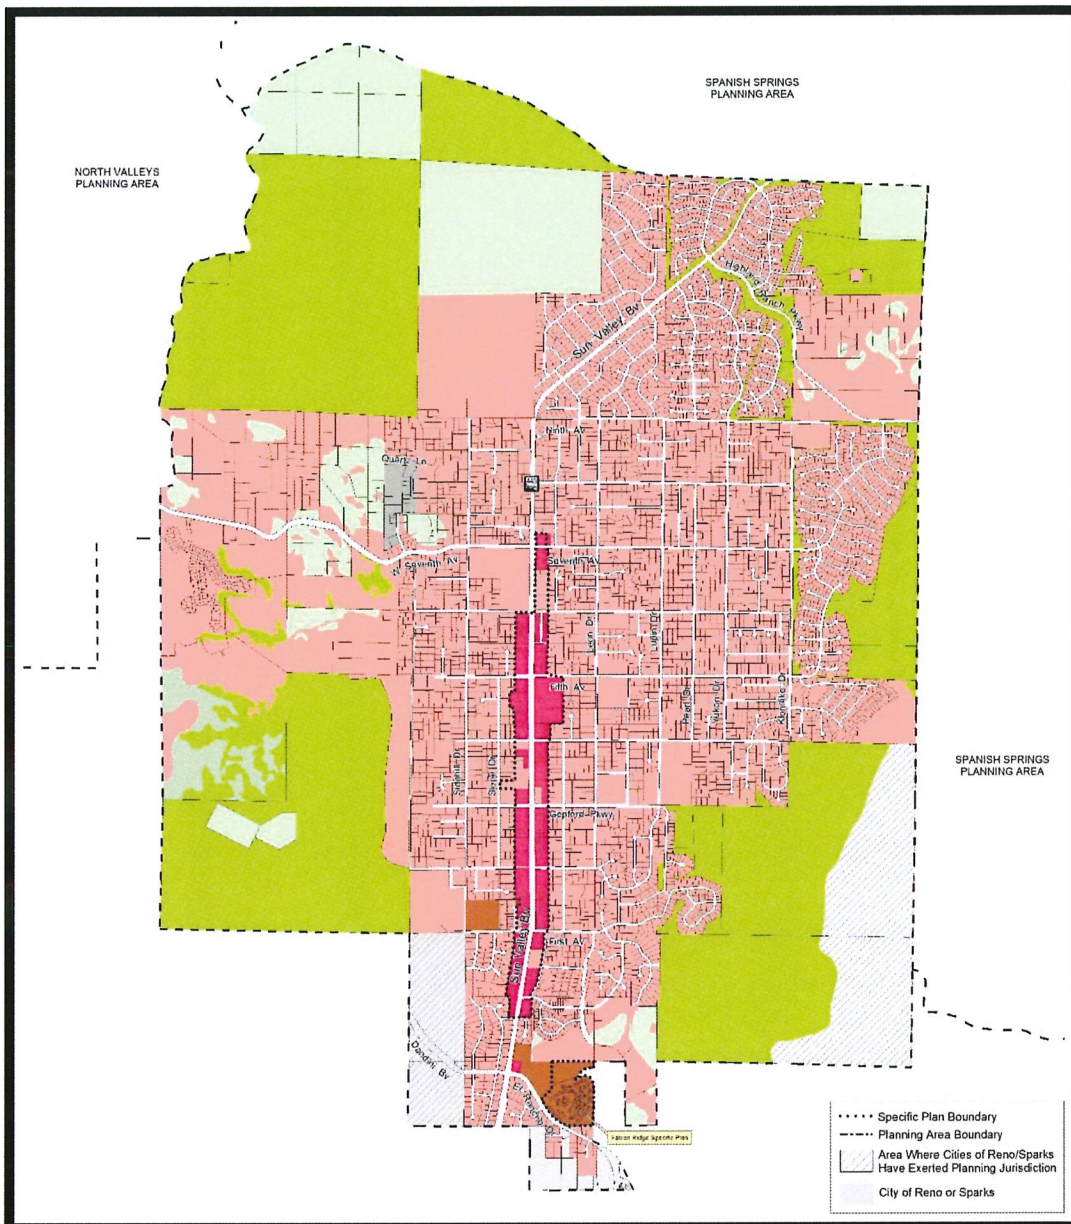 SPANISH SPRINGS
PLANNING AREA
NORTH VALLEYS
PLANNING AREA
Highland Ranch Pkwy
Sun Valley Bv
Ninth Av
Quartz Ln
W Seventh Av
Seventh Av
Leon Dr
Lupin Dr
Fifth Av
Pearl Dr
Yukon Dr
Klondike Dr
Sidehill Dr
SPANISH SPRINGS
PLANNING AREA
Gepford Pkwy
Sun Valley Bv
First Av
Dandini Bv
El Rancho Dr
Falcon Ridge Specific Plan
Specific Plan Boundary
Planning Area Boundary
Area Where Cities of Reno/Sparks
Have Exerted Planning Jurisdiction
City of Reno or Sparks